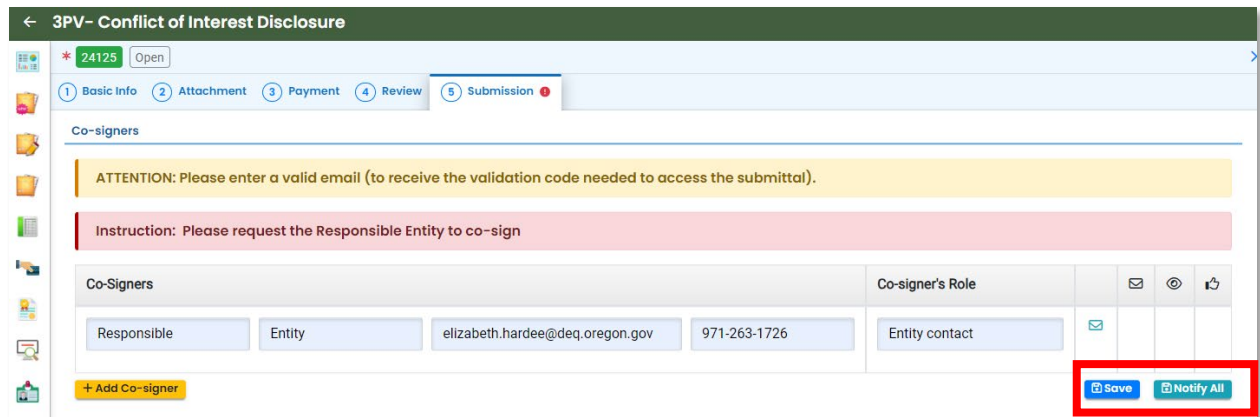 3PV- Conflict of Interest Disclosure
* 24125 Open
1 Basic Info 2 Attachment 3 Payment 4 Review 5 Submission
Co-signers
ATTENTION: Please enter a valid email (to receive the validation code needed to access the submittal).
Instruction: Please request the Responsible Entity to co-sign
Co-Signers Co-signer's Role
Responsible Entity elizabeth.hardee@deq.oregon.gov 971-263-1726 Entity contact
+ Add Co-signer Save Notify All